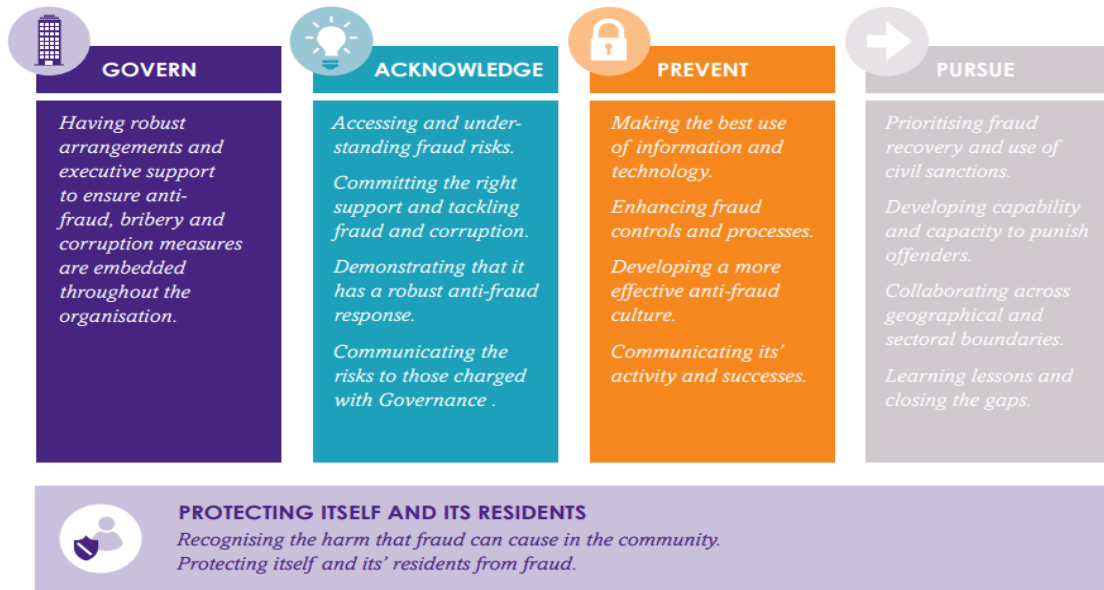 GOVERN
Having robust
arrangements and
executive support
to ensure anti-
fraud, bribery and
corruption measures
are embedded
throughout the
organisation.
ACKNOWLEDGE
Accessing and under-
standing fraud risks.
Committing the right
support and tackling
fraud and corruption.
Demonstrating that it
has a robust anti-fraud
response.
Communicating the
risks to those charged
with Governance .
PREVENT
Making the best use
of information and
technology.
Enhancing fraud
controls and processes.
Developing a more
effective anti-fraud
culture.
Communicating its’
activity and successes.
PURSUE
Prioritising fraud
recovery and use of
civil sanctions.
Developing capability
and capacity to punish
offenders.
Collaborating across
geographical and
sectoral boundaries.
Learning lessons and
closing the gaps.
PROTECTING ITSELF AND ITS RESIDENTS
Recognising the harm that fraud can cause in the community.
Protecting itself and its’ residents from fraud.